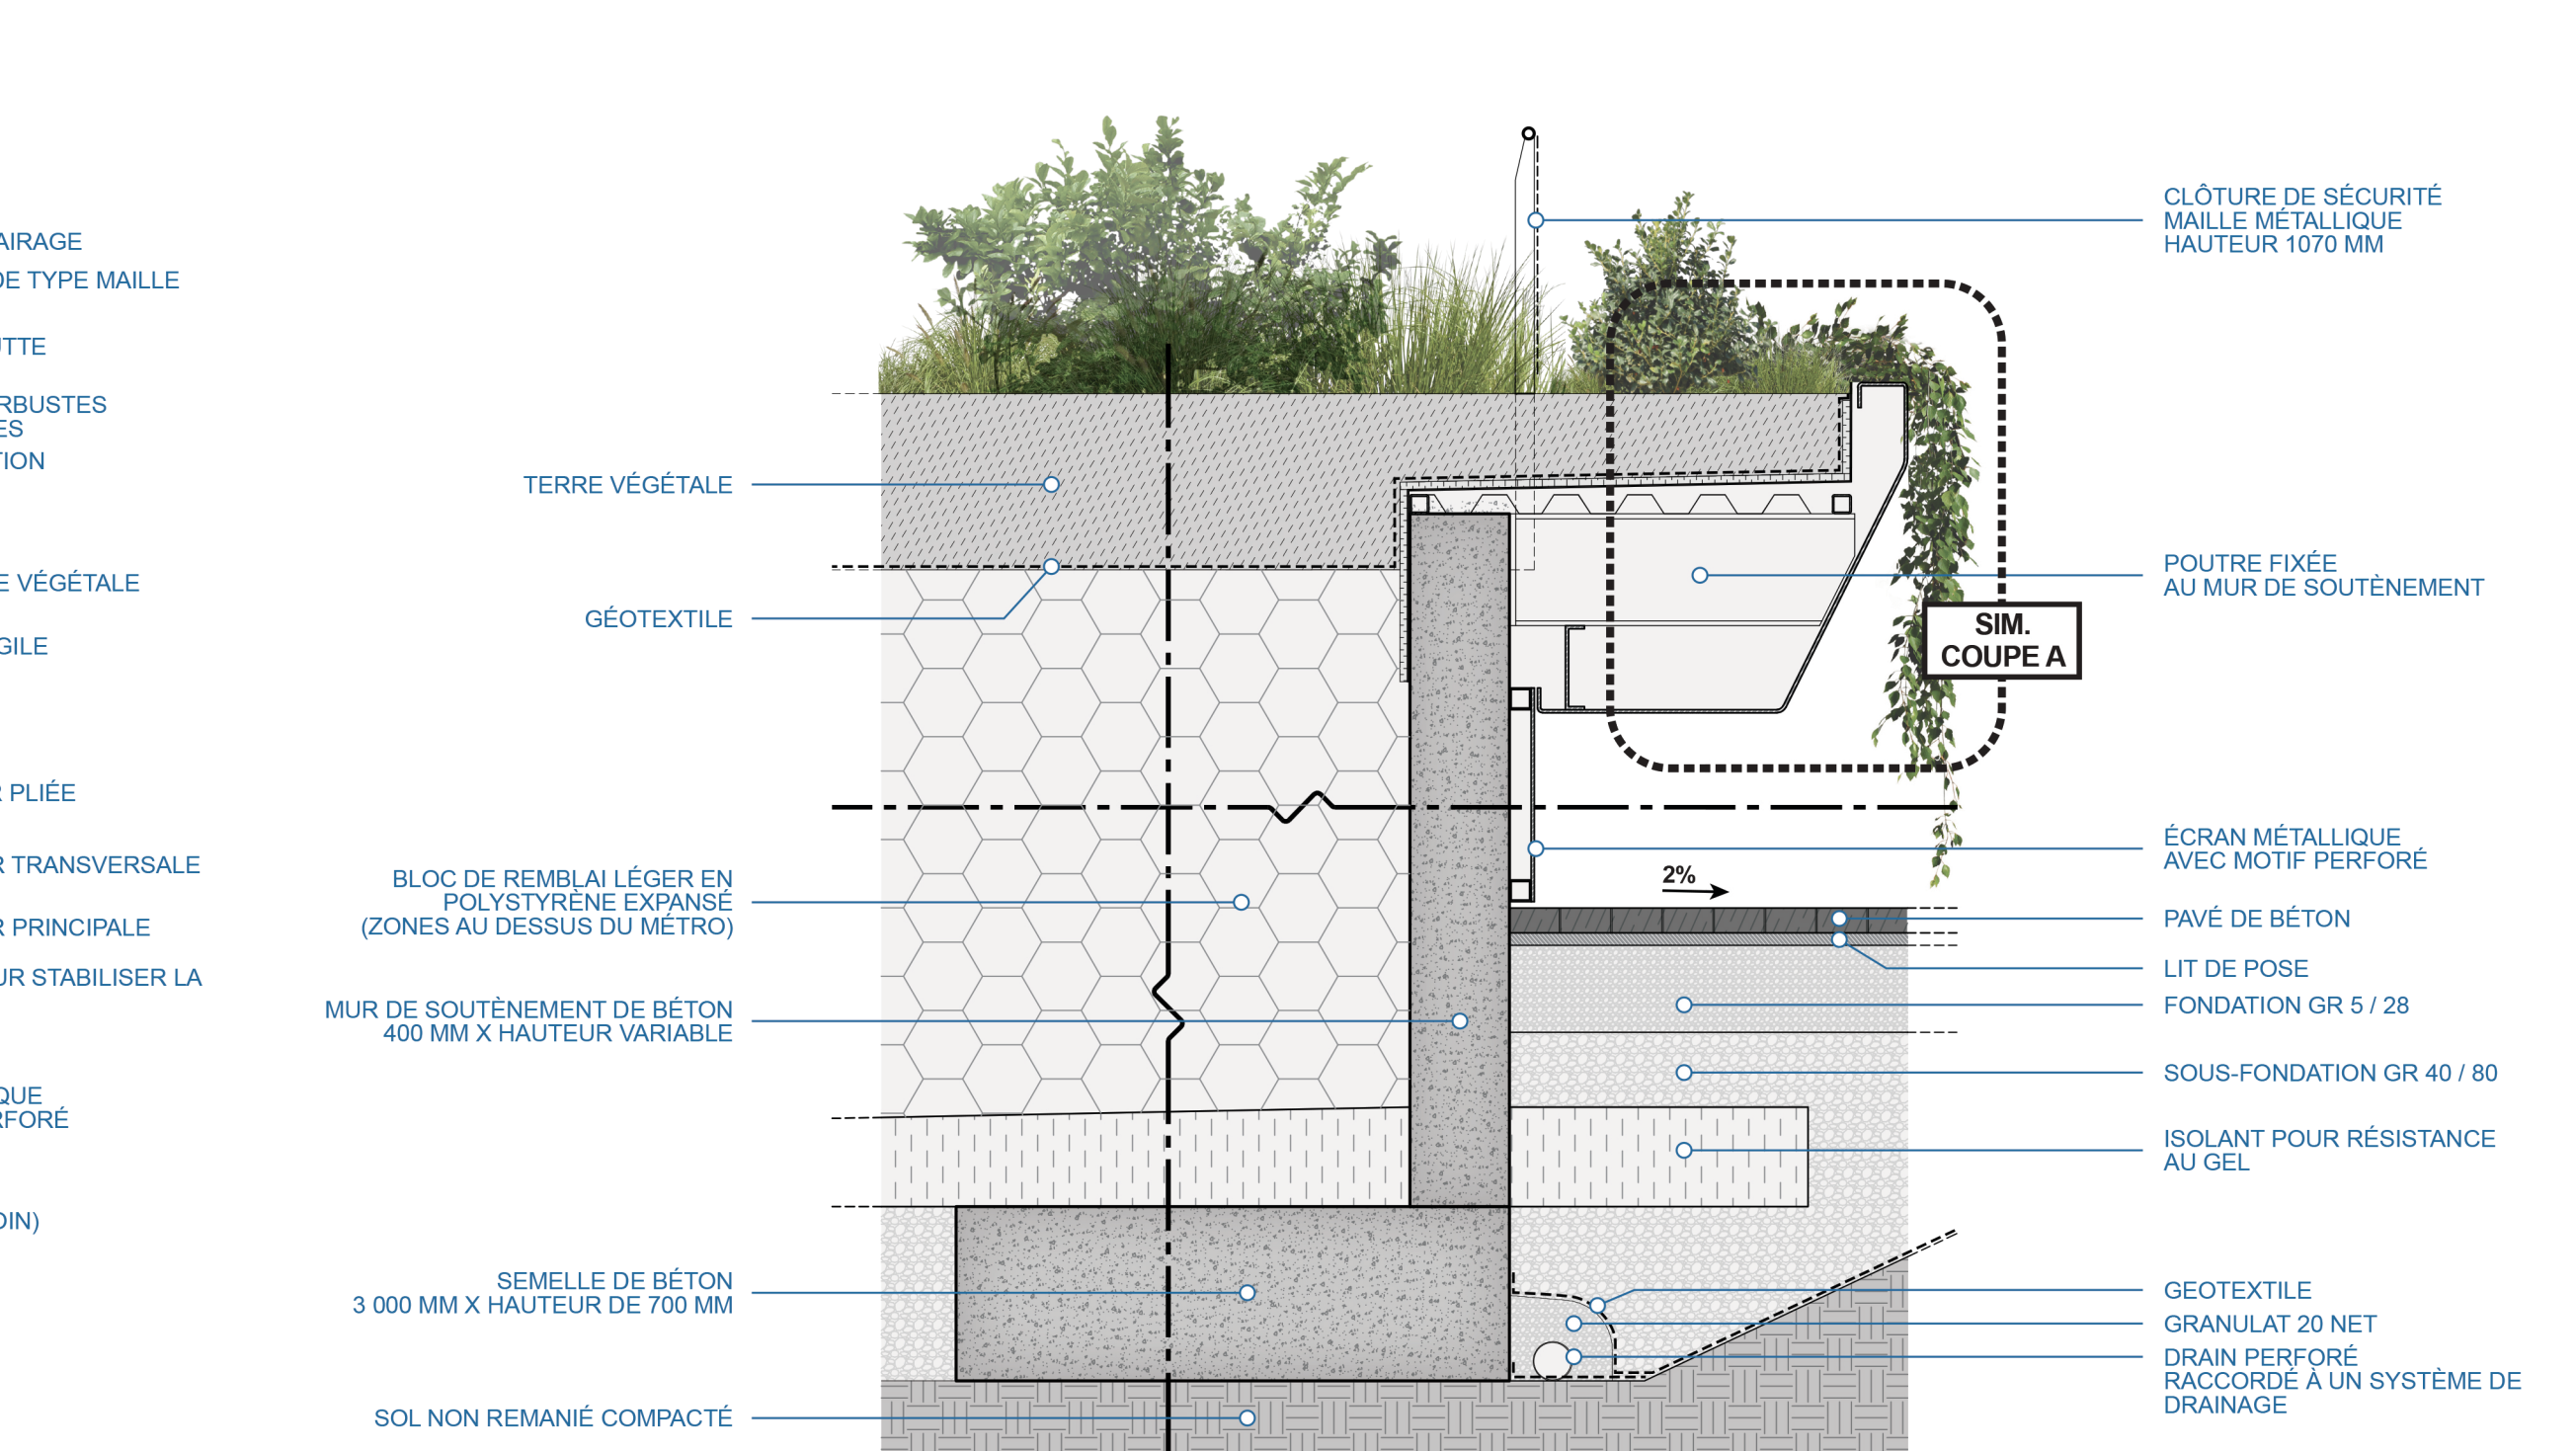 AIRAGE
DE TYPE MAILLE
UTTE
RBUSTES
ES
TION
E VÉGÉTALE
GILE
R PLIÉE
R TRANSVERSALE
R PRINCIPALE
UR STABILISER LA
QUE
RFORÉ
OIN)
TERRE VÉGÉTALE
GÉOTEXTILE
BLOC DE REMBLAI LÉGER EN
POLYSTYRÈNE EXPANSÉ
(ZONES AU DESSUS DU MÉTRO)
MUR DE SOUTÈNEMENT DE BÉTON
400 MM X HAUTEUR VARIABLE
SEMELLE DE BÉTON
3 000 MM X HAUTEUR DE 700 MM
SOL NON REMANIÉ COMPACTÉ
SIM.
COUPE A
2%
CLÔTURE DE SÉCURITÉ
MAILLE MÉTALLIQUE
HAUTEUR 1070 MM
POUTRE FIXÉE
AU MUR DE SOUTÈNEMENT
ÉCRAN MÉTALLIQUE
AVEC MOTIF PERFORÉ
PAVÉ DE BÉTON
LIT DE POSE
FONDATION GR 5 / 28
SOUS-FONDATION GR 40 / 80
ISOLANT POUR RÉSISTANCE
AU GEL
GEOTEXTILE
GRANULAT 20 NET
DRAIN PERFORÉ
RACCORDÉ À UN SYSTÈME DE
DRAINAGE